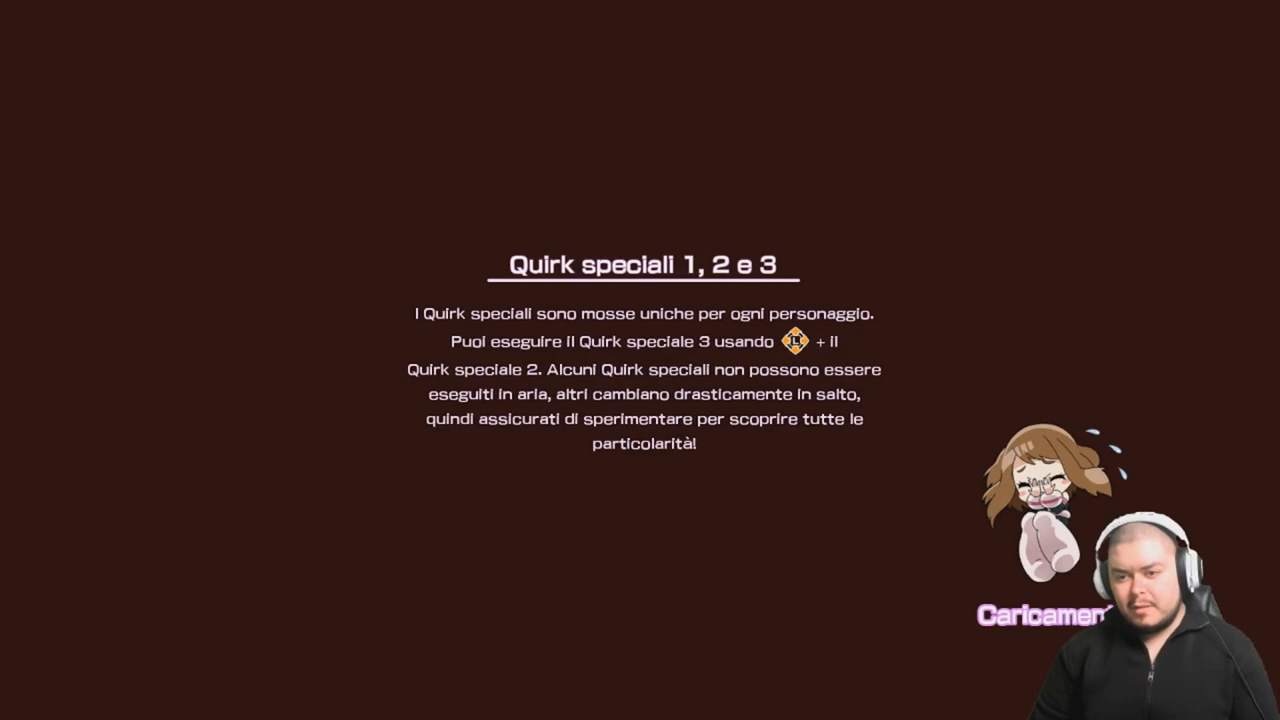 Quirk speciali 1, 2 e 3
I Quirk speciali sono mosse uniche per ogni personaggio.
Puoi eseguire il Quirk speciale 3 usando L + il
Quirk speciale 2. Alcuni Quirk speciali non possono essere
eseguiti in aria, altri cambiano drasticamente in salto,
quindi assicurati di sperimentare per scoprire tutte le
particolarità!